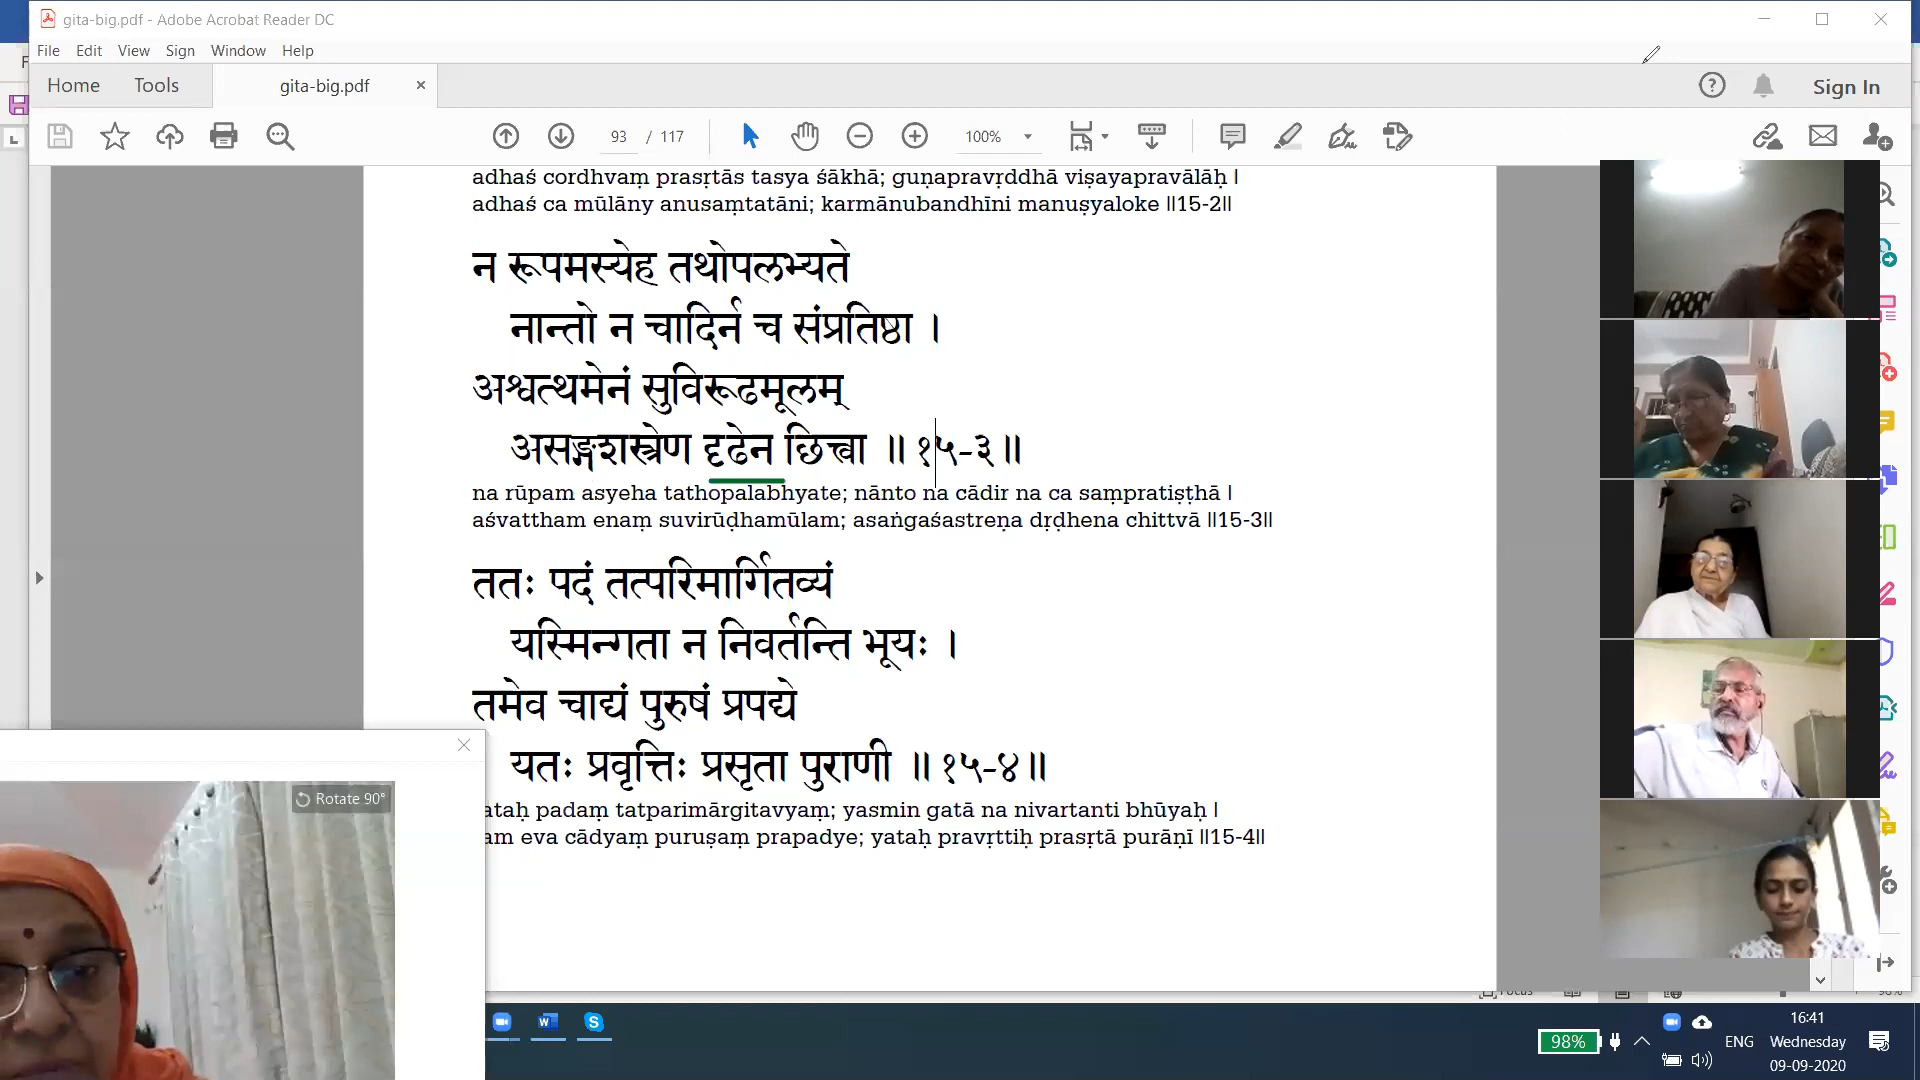 gita-big.pdf - Adobe Acrobat Reader DC
File Edit View Sign Window Help
Home Tools gita-big.pdf × Sign In
93 / 117 100%
adhaś cordhvaṃ prasṛtās tasya śākhā; guṇapravṛddhā viṣayapravālāḥ |
adhaś ca mūlāny anusaṃtatāni; karmānubandhīni manuṣyaloke ||15-2||
न रूपमस्येह तथोपलभ्यते
नान्तो न चादिर्न च संप्रतिष्ठा ।
अश्वत्थमेनं सुविरूढमूलम्
असङ्गशस्त्रेण दृढेन छित्त्वा ॥ १५-३॥
na rūpam asyeha tathopalabhyate; nānto na cādir na ca saṃpratiṣṭhā |
aśvattham enaṃ suvirūḍhamūlam; asaṅgaśastreṇa dṛḍhena chittvā ||15-3||
ततः पदं तत्परिमार्गितव्यं
यस्मिन्गता न निवर्तन्ति भूयः ।
तमेव चाद्यं पुरुषं प्रपद्ये
यतः प्रवृत्तिः प्रसृता पुराणी ॥ १५-४॥
ataḥ padaṃ tatparimārgitavyaṃ; yasmin gatā na nivartanti bhūyaḥ |
am eva cādyaṃ puruṣaṃ prapadye; yataḥ pravṛttiḥ prasṛtā purāṇī ||15-4||
Rotate 90°
Focus 98%
16:41
98% ENG Wednesday
09-09-2020